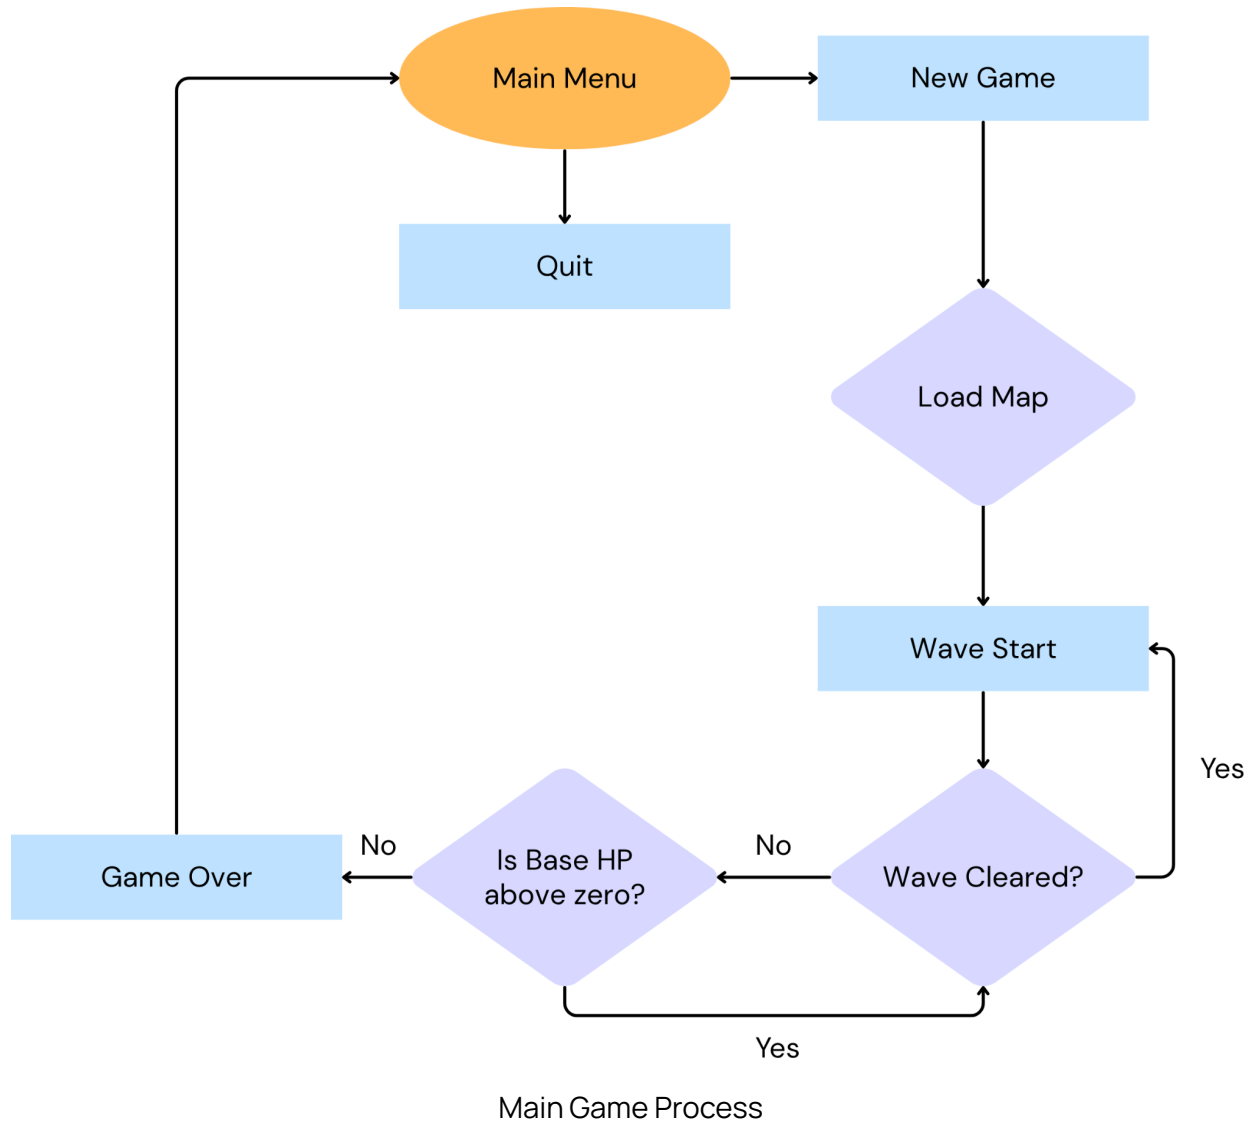 Main Menu
New Game
Quit
Load Map
Wave Start
Yes
No
No
Is Base HP
above zero?
Wave Cleared?
Game Over
Yes
Main Game Process